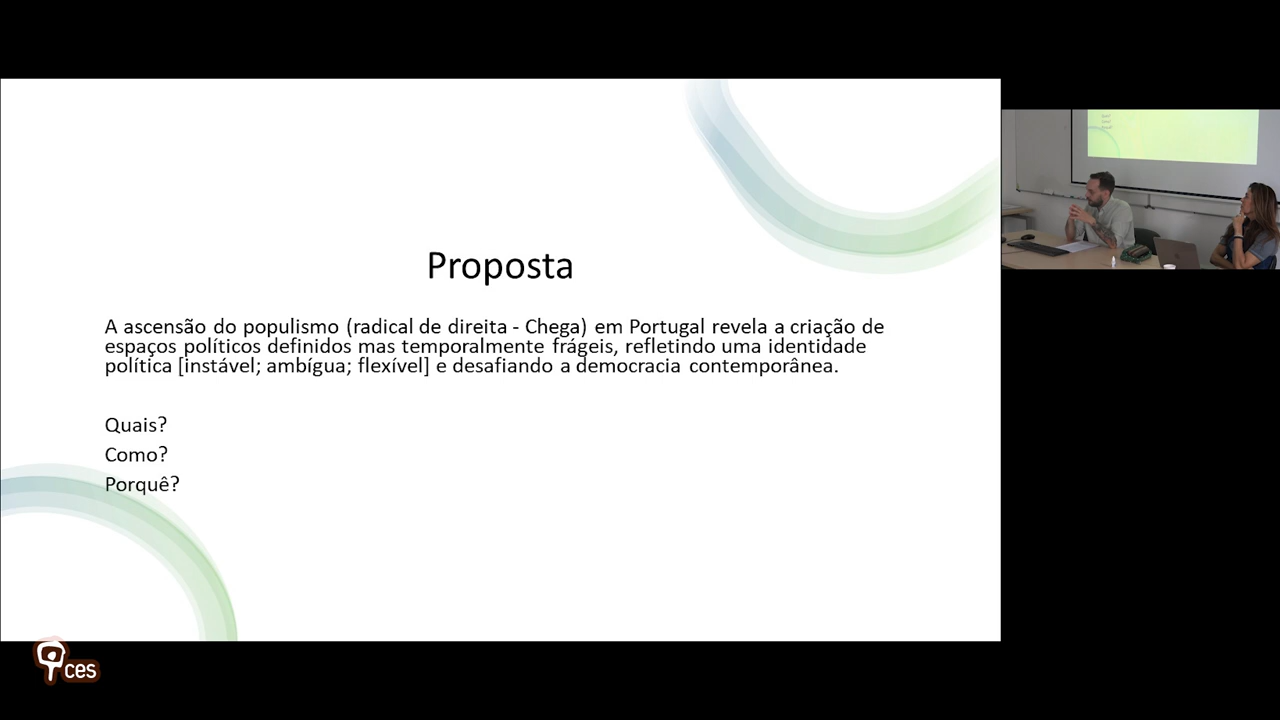 Proposta
A ascensão do populismo (radical de direita - Chega) em Portugal revela a criação de
espaços políticos definidos mas temporalmente frágeis, refletindo uma identidade
política [instável; ambígua; flexível] e desafiando a democracia contemporânea.
Quais?
Como?
Porquê?
ces